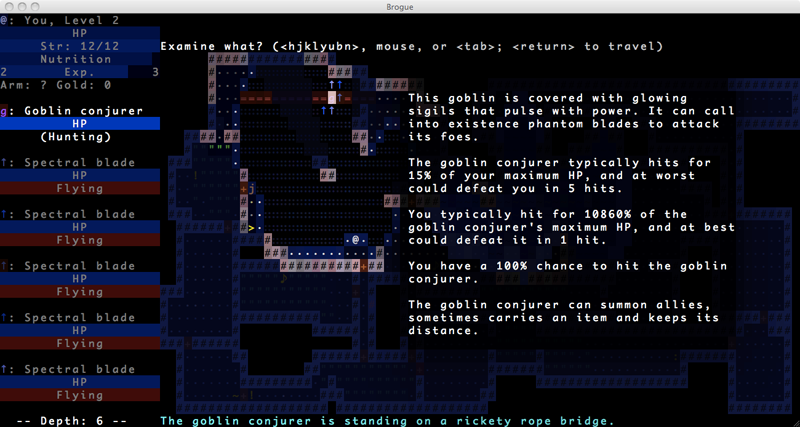 Brogue
@: You, Level 2
HP
Str: 12/12
Nutrition
2 Exp. 3
Arm: ? Gold: 0
g: Goblin conjurer
HP
(Hunting)
↑: Spectral blade
HP
Flying
↑: Spectral blade
HP
Flying
↑: Spectral blade
HP
Flying
↑: Spectral blade
HP
Flying
↑: Spectral blade
HP
Flying
-- Depth: 6 --
Examine what? (<hjklyubn>, mouse, or <tab>; <return> to travel)
This goblin is covered with glowing
sigils that pulse with power. It can call
into existence phantom blades to attack
its foes.
The goblin conjurer typically hits for
15% of your maximum HP, and at worst
could defeat you in 5 hits.
You typically hit for 10860% of the
goblin conjurer's maximum HP, and at best
could defeat it in 1 hit.
You have a 100% chance to hit the goblin
conjurer.
The goblin conjurer can summon allies,
sometimes carries an item and keeps its
distance.
The goblin conjurer is standing on a rickety rope bridge.